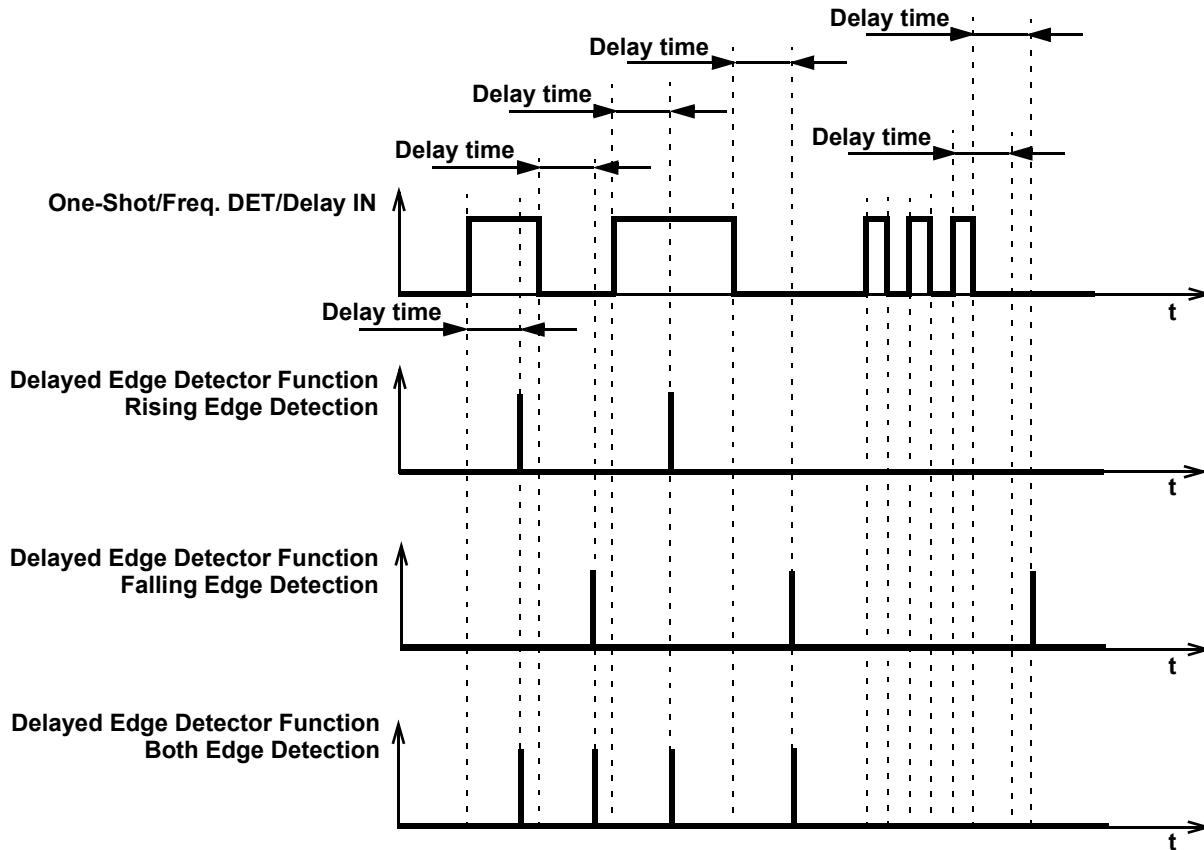 Delay time
Delay time
Delay time
Delay time
Delay time
One-Shot/Freq. DET/Delay IN
t
Delay time
Delayed Edge Detector Function
Rising Edge Detection
t
Delayed Edge Detector Function
Falling Edge Detection
t
Delayed Edge Detector Function
Both Edge Detection
t